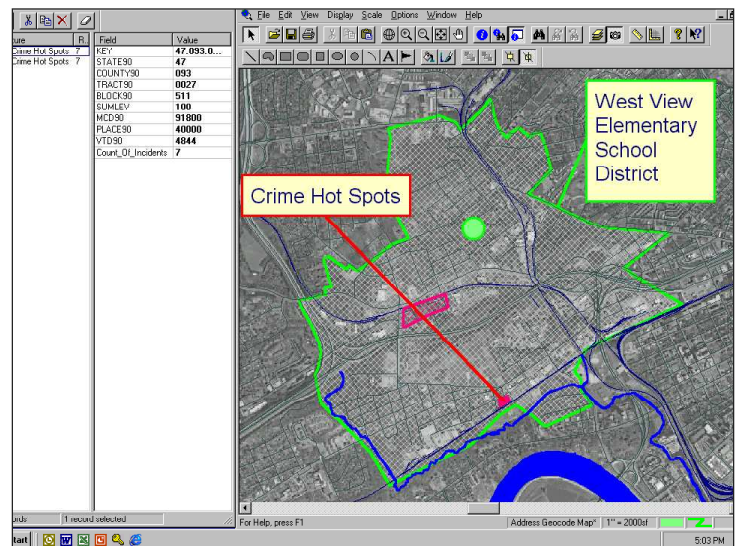 File Edit View Display Scale Options Window Help
ure R. Field Value
Crime Hot Spots 7 KEY 47.093.0...
Crime Hot Spots 7 STATE90 47
COUNTY90 093
TRACT90 0027
BLOCK90 511
SUMLEV 100
MCD90 91800
PLACE90 40000
VTD90 4844
Count_Of_Incidents 7
West View
Elementary
School
District
Crime Hot Spots
ords 1 record selected
For Help, press F1 Address Geocode Map* 1"' = 2000sf
tart 5:03 PM